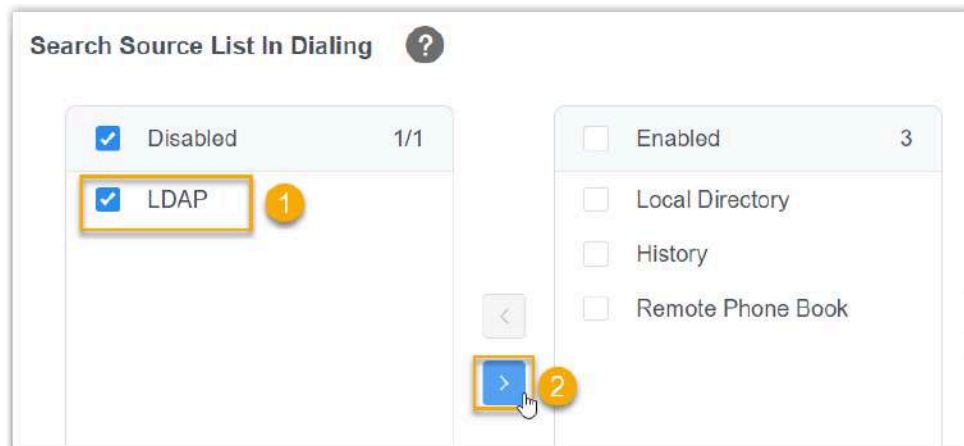 Search Source List In Dialing ?
Disabled 1/1
LDAP 1
Enabled 3
Local Directory
History
Remote Phone Book
< 
> 2